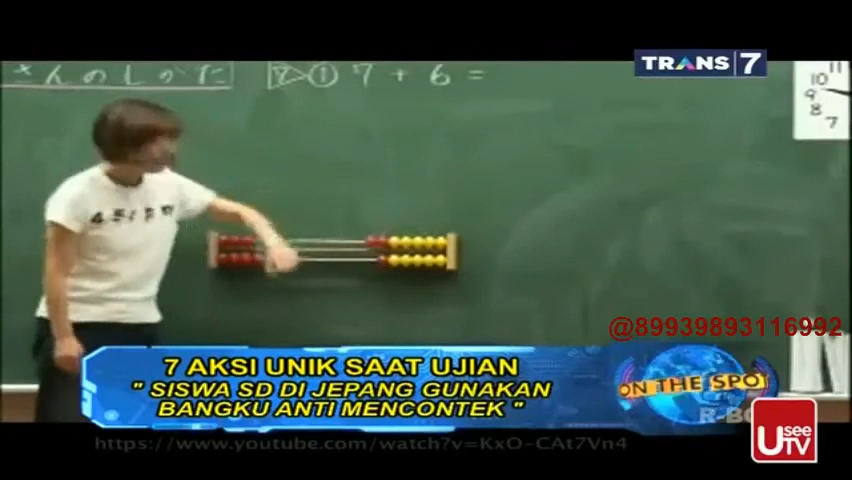 さんのしかた ⑧① 7 + 6 =
TRANS 7
11
10
9
8
7
@89939893116992
7 AKSI UNIK SAAT UJIAN
" SISWA SD DI JEPANG GUNAKAN
BANGKU ANTI MENCONTEK "
ON THE SPOT
https://www.youtube.com/watch?v=KxO-CAt7Vn4
USeeTV